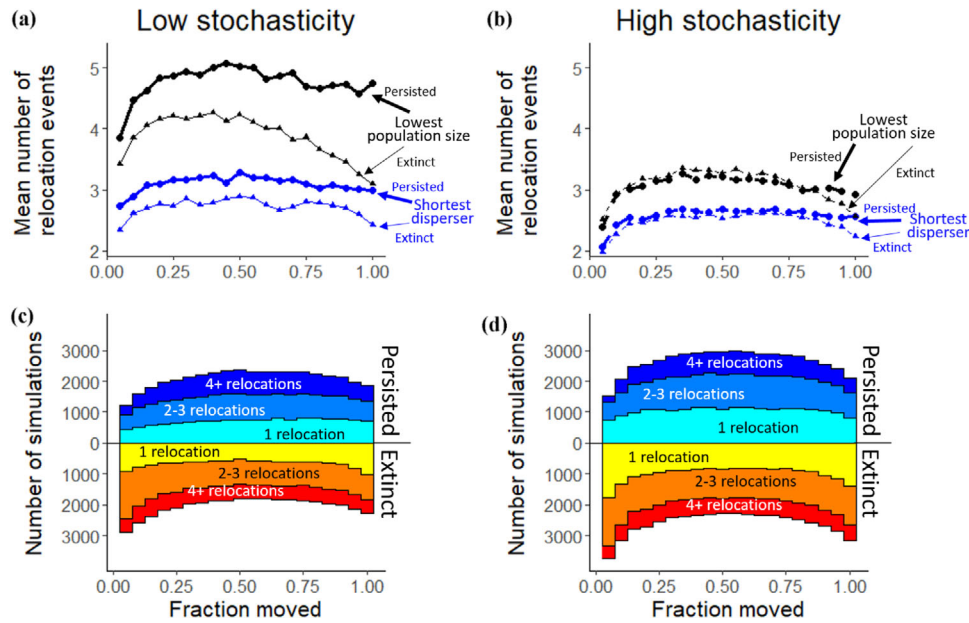 (a)
Low stochasticity
Mean number of
relocation events
5
4
3
2
0.00
0.25
0.50
0.75
1.00
Persisted
Lowest
population size
Extinct
Persisted
Shortest
disperser
Extinct
(b)
High stochasticity
Mean number of
relocation events
5
4
3
2
0.00
0.25
0.50
0.75
1.00
Lowest
population size
Persisted
Extinct
Persisted
Shortest
disperser
Extinct
(c)
Number of simulations
3000
2000
1000
0
1000
2000
3000
4+ relocations
2-3 relocations
1 relocation
1 relocation
2-3 relocations
4+ relocations
Persisted
Extinct
0.00
0.25
0.50
0.75
1.00
Fraction moved
(d)
Number of simulations
3000
2000
1000
0
1000
2000
3000
4+ relocations
2-3 relocations
1 relocation
1 relocation
2-3 relocations
4+ relocations
Persisted
Extinct
0.00
0.25
0.50
0.75
1.00
Fraction moved